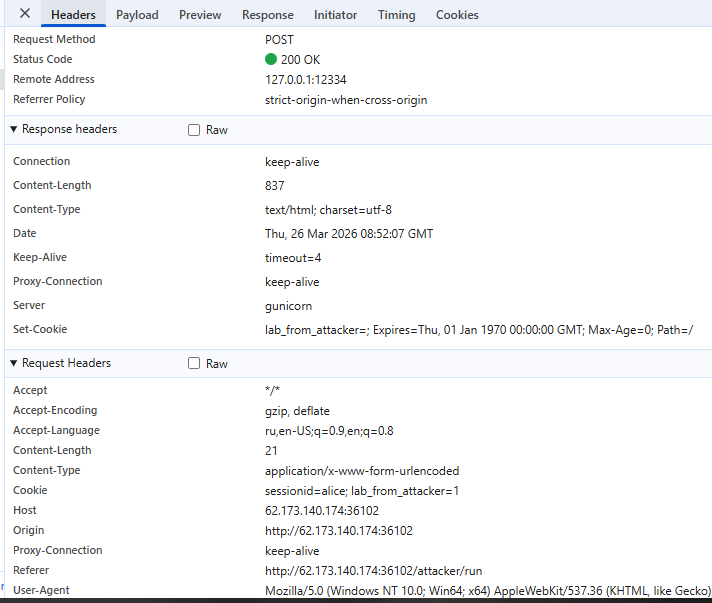 Headers Payload Preview Response Initiator Timing Cookies
Request Method POST
Status Code 200 OK
Remote Address 127.0.0.1:12334
Referrer Policy strict-origin-when-cross-origin
Response headers Raw
Connection keep-alive
Content-Length 837
Content-Type text/html; charset=utf-8
Date Thu, 26 Mar 2026 08:52:07 GMT
Keep-Alive timeout=4
Proxy-Connection keep-alive
Server gunicorn
Set-Cookie lab_from_attacker=; Expires=Thu, 01 Jan 1970 00:00:00 GMT; Max-Age=0; Path=/
Request Headers Raw
Accept */*
Accept-Encoding gzip, deflate
Accept-Language ru,en-US;q=0.9,en;q=0.8
Content-Length 21
Content-Type application/x-www-form-urlencoded
Cookie sessionid=alice; lab_from_attacker=1
Host 62.173.140.174:36102
Origin http://62.173.140.174:36102
Proxy-Connection keep-alive
Referer http://62.173.140.174:36102/attacker/run
User-Agent Mozilla/5.0 (Windows NT 10.0; Win64; x64) AppleWebKit/537.36 (KHTML, like Gecko)